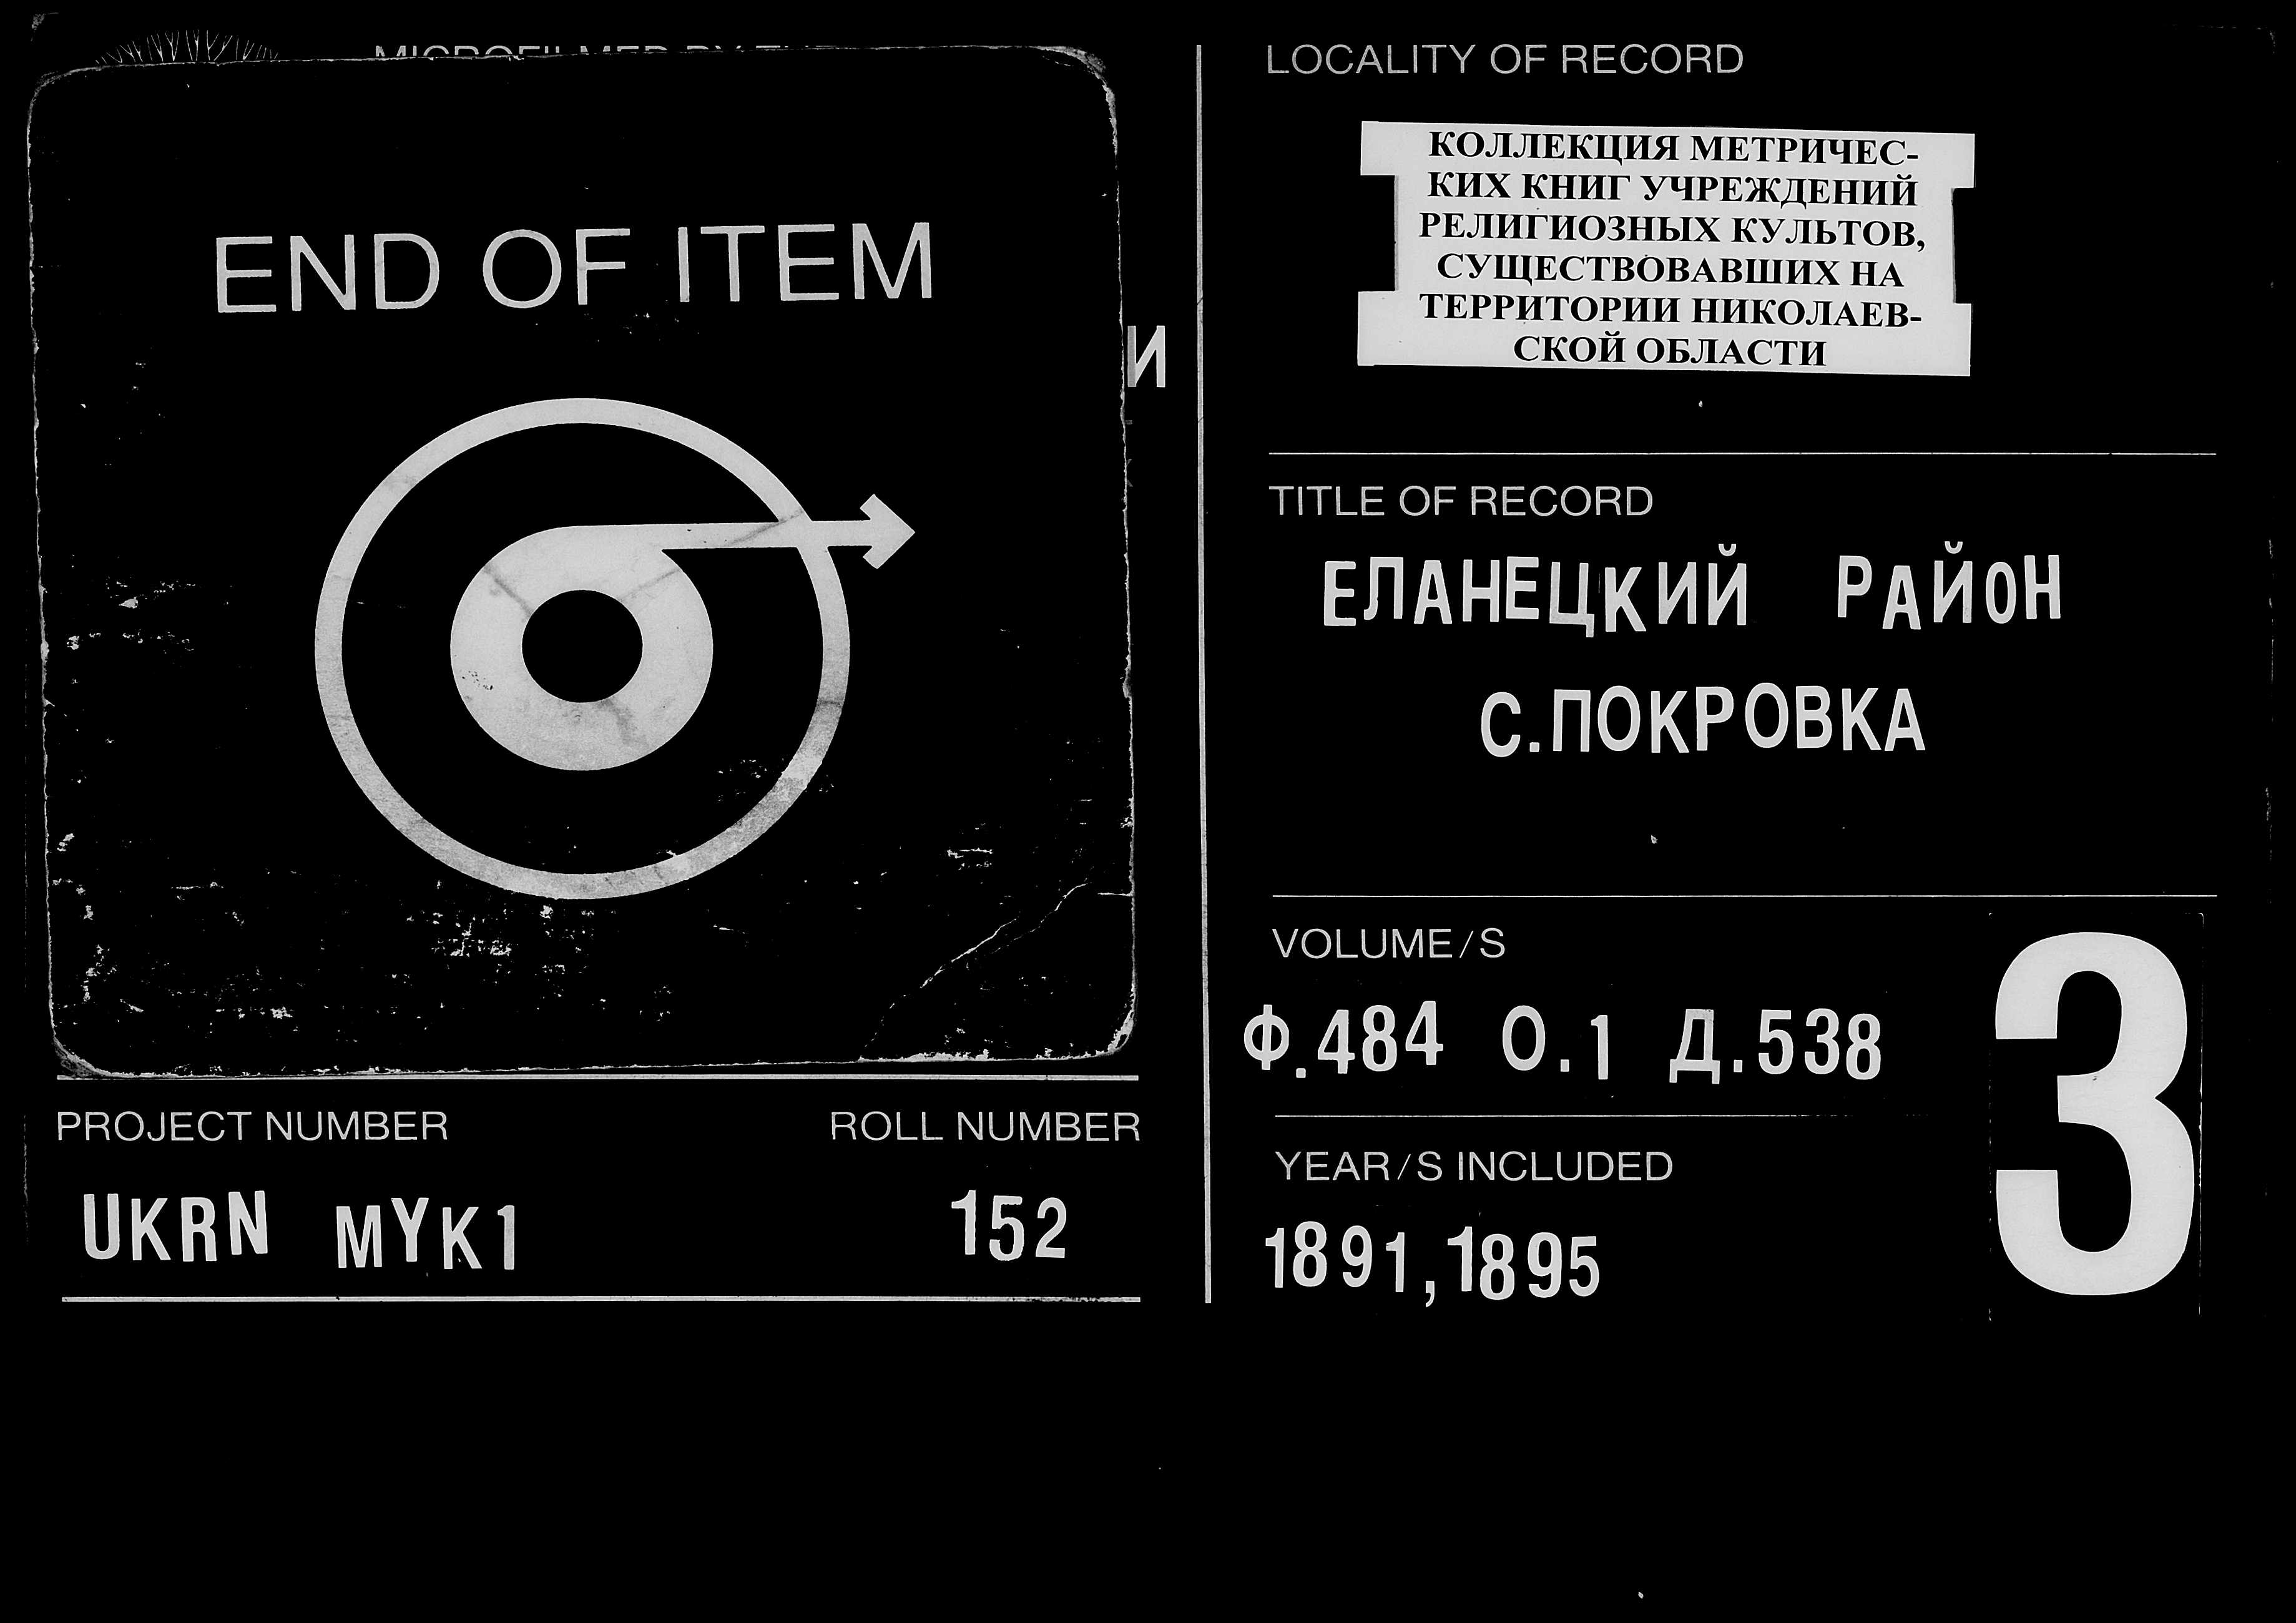 END OF ITEM
И
PROJECT NUMBER
ROLL NUMBER
UKRN MYK1
152
LOCALITY OF RECORD
КОЛЛЕКЦИЯ МЕТРИЧЕС-
КИХ КНИГ УЧРЕЖДЕНИЙ
РЕЛИГИОЗНЫХ КУЛЬТОВ,
СУЩЕСТВОВАВШИХ НА
ТЕРРИТОРИИ НИКОЛАЕВ-
СКОЙ ОБЛАСТИ
TITLE OF RECORD
ЕЛАНЕЦКИЙ РАЙОН
С.ПОКРОВКА
VOLUME/S
Ф.484 О.1 Д.538
YEAR/S INCLUDED
1891,1895
3